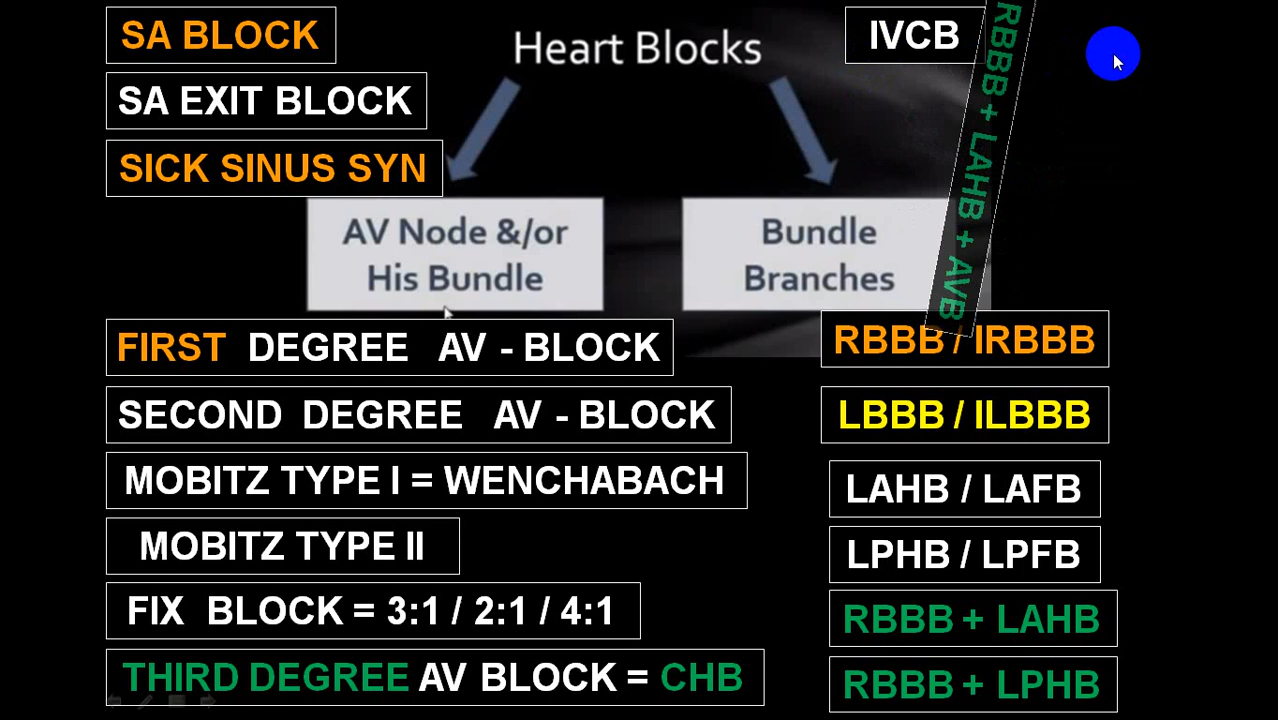 SA BLOCK
SA EXIT BLOCK
SICK SINUS SYN
Heart Blocks
IVCB
RBBB + LAHB + AVB
AV Node &/or
His Bundle
Bundle
Branches
FIRST DEGREE AV - BLOCK
SECOND DEGREE AV - BLOCK
MOBITZ TYPE I = WENCHABACH
MOBITZ TYPE II
FIX BLOCK = 3:1 / 2:1 / 4:1
THIRD DEGREE AV BLOCK = CHB
RBBB / IRBBB
LBBB / ILBBB
LAHB / LAFB
LPHB / LPFB
RBBB + LAHB
RBBB + LPHB